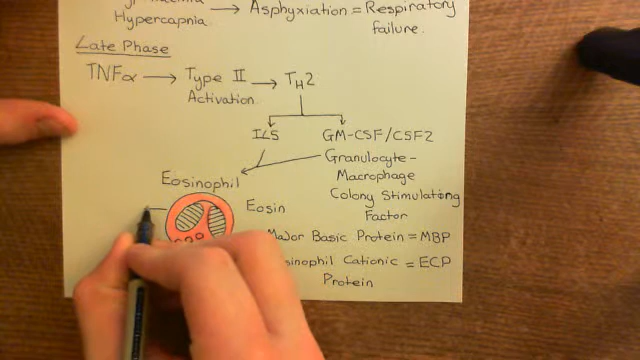 Hypercapnia → Asphyxiation = Respiratory
failure.
Late Phase
TNFα → Type II → TH2
Activation.
IL5 GM-CSF/CSF2
Granulocyte-
Macrophage
Colony Stimulating
Factor
Eosinophil
Eosin
Major Basic Protein = MBP
Cationic = ECP
Protein